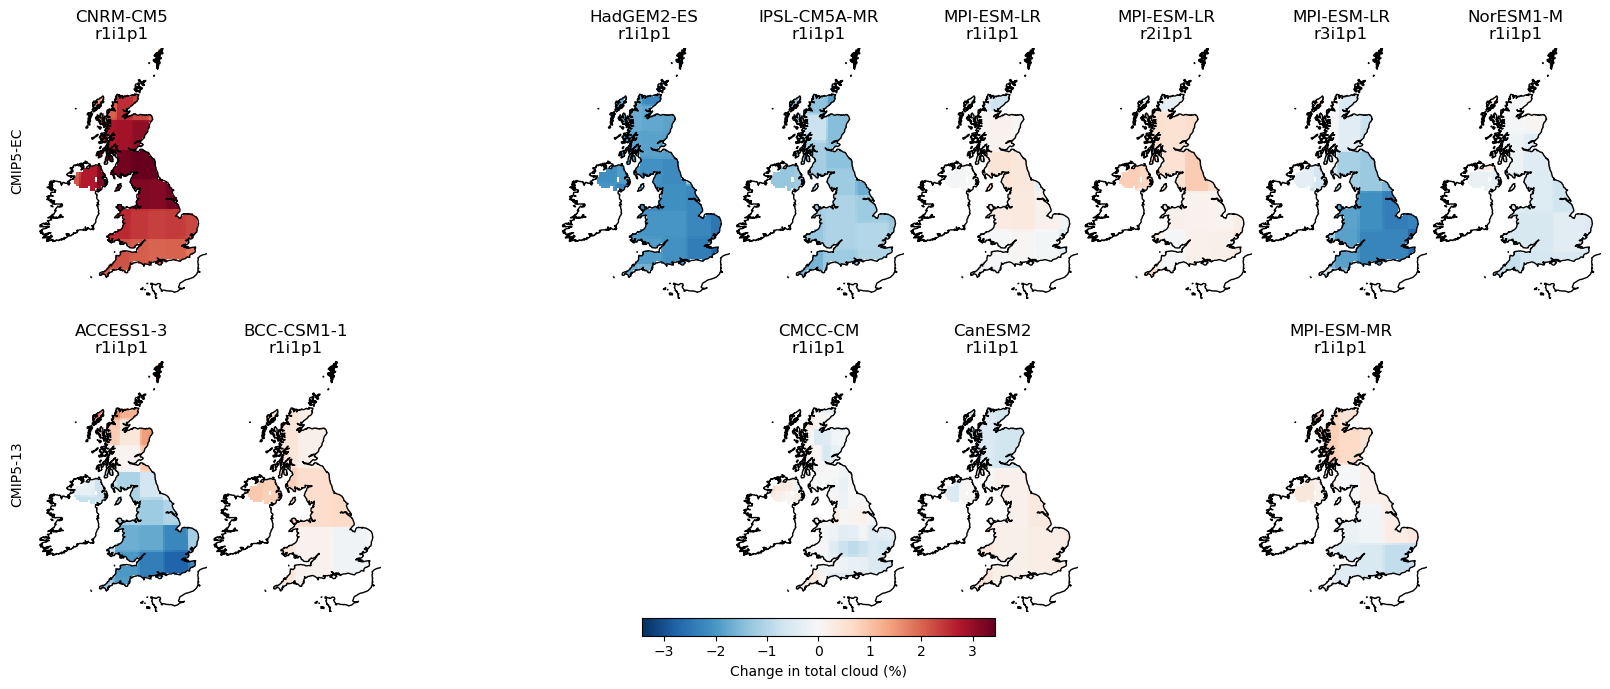 CNRM-CM5
r1i1p1
HadGEM2-ES
r1i1p1
IPSL-CM5A-MR
r1i1p1
MPI-ESM-LR
r1i1p1
MPI-ESM-LR
r2i1p1
MPI-ESM-LR
r3i1p1
NorESM1-M
r1i1p1
CMIP5-EC
ACCESS1-3
r1i1p1
BCC-CSM1-1
r1i1p1
CMCC-CM
r1i1p1
CanESM2
r1i1p1
MPI-ESM-MR
r1i1p1
CMIP5-13
−3 −2 −1 0 1 2 3
Change in total cloud (%)